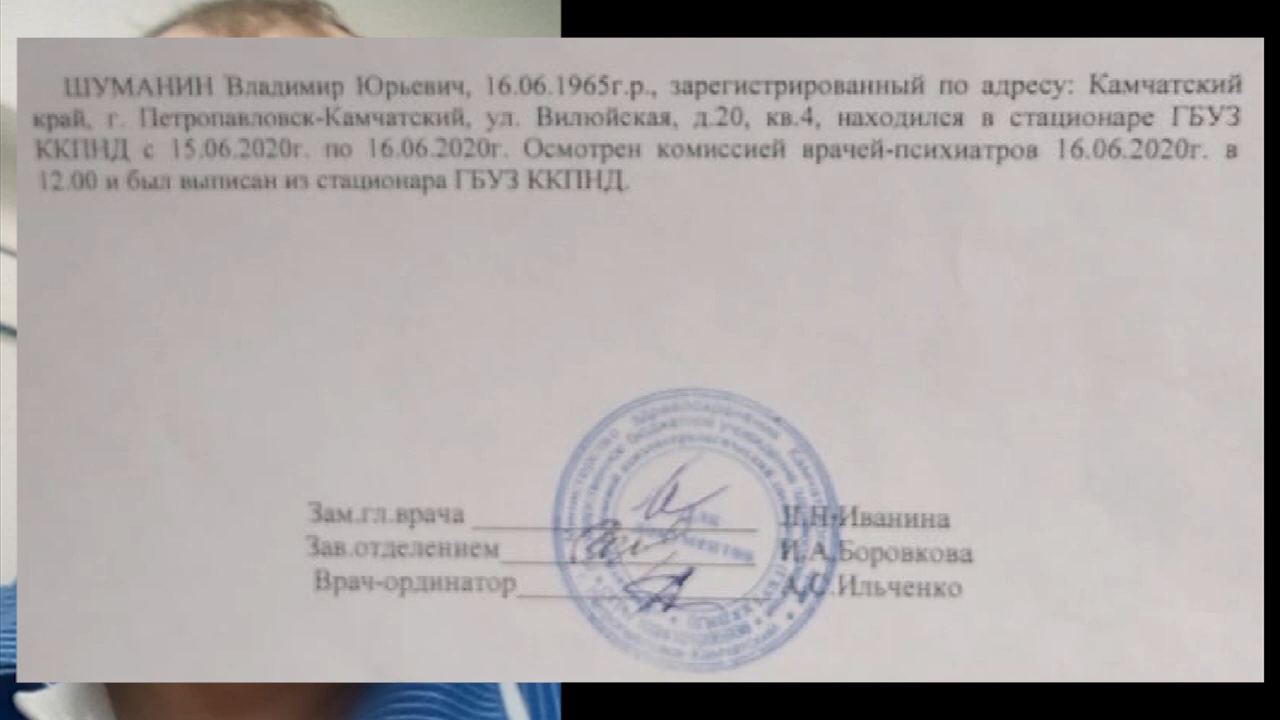 ШУМАНИН Владимир Юрьевич, 16.06.1965г.р., зарегистрированный по адресу: Камчатский
край, г. Петропавловск-Камчатский, ул. Вилюйская, д.20, кв.4, находился в стационаре ГБУЗ
ККПНД с 15.06.2020г. по 16.06.2020г. Осмотрен комиссией врачей-психиатров 16.06.2020г. в
12.00 и был выписан из стационара ГБУЗ ККПНД.
Зам.гл.врача Иванина
Зав.отделением И.А.Боровкова
Врач-ординатор А.С.Ильченко